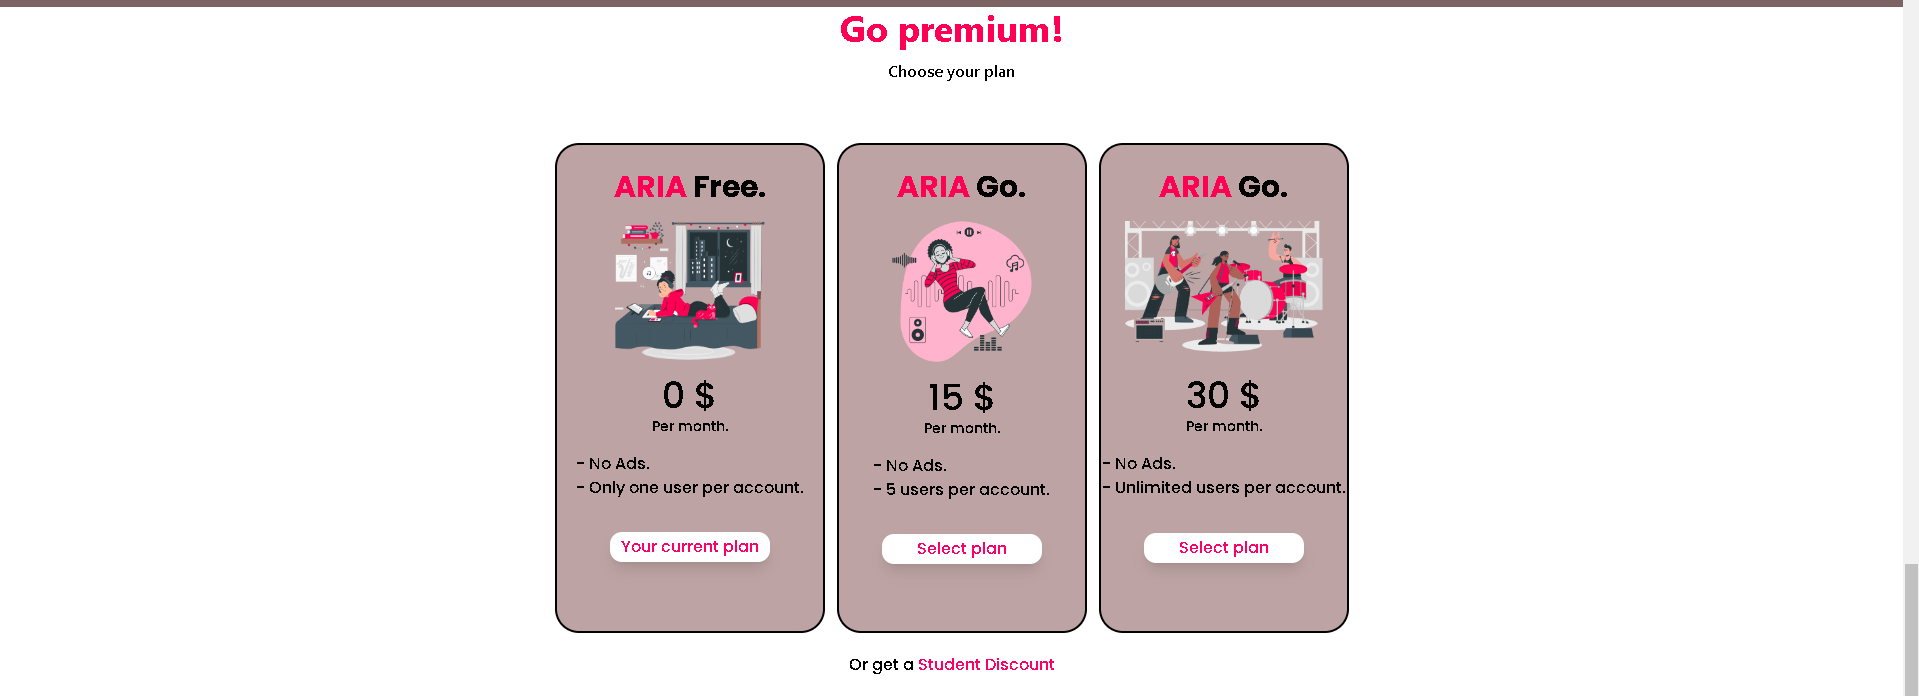 Go premium!
Choose your plan
ARIA Free.
0 $
Per month.
- No Ads.
- Only one user per account.
Your current plan
ARIA Go.
15 $
Per month.
- No Ads.
- 5 users per account.
Select plan
ARIA Go.
30 $
Per month.
- No Ads.
- Unlimited users per account.
Select plan
Or get a Student Discount